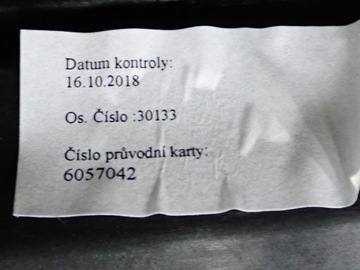 Datum kontroly:
16.10.2018
Os. Číslo :30133
Číslo průvodní karty:
6057042